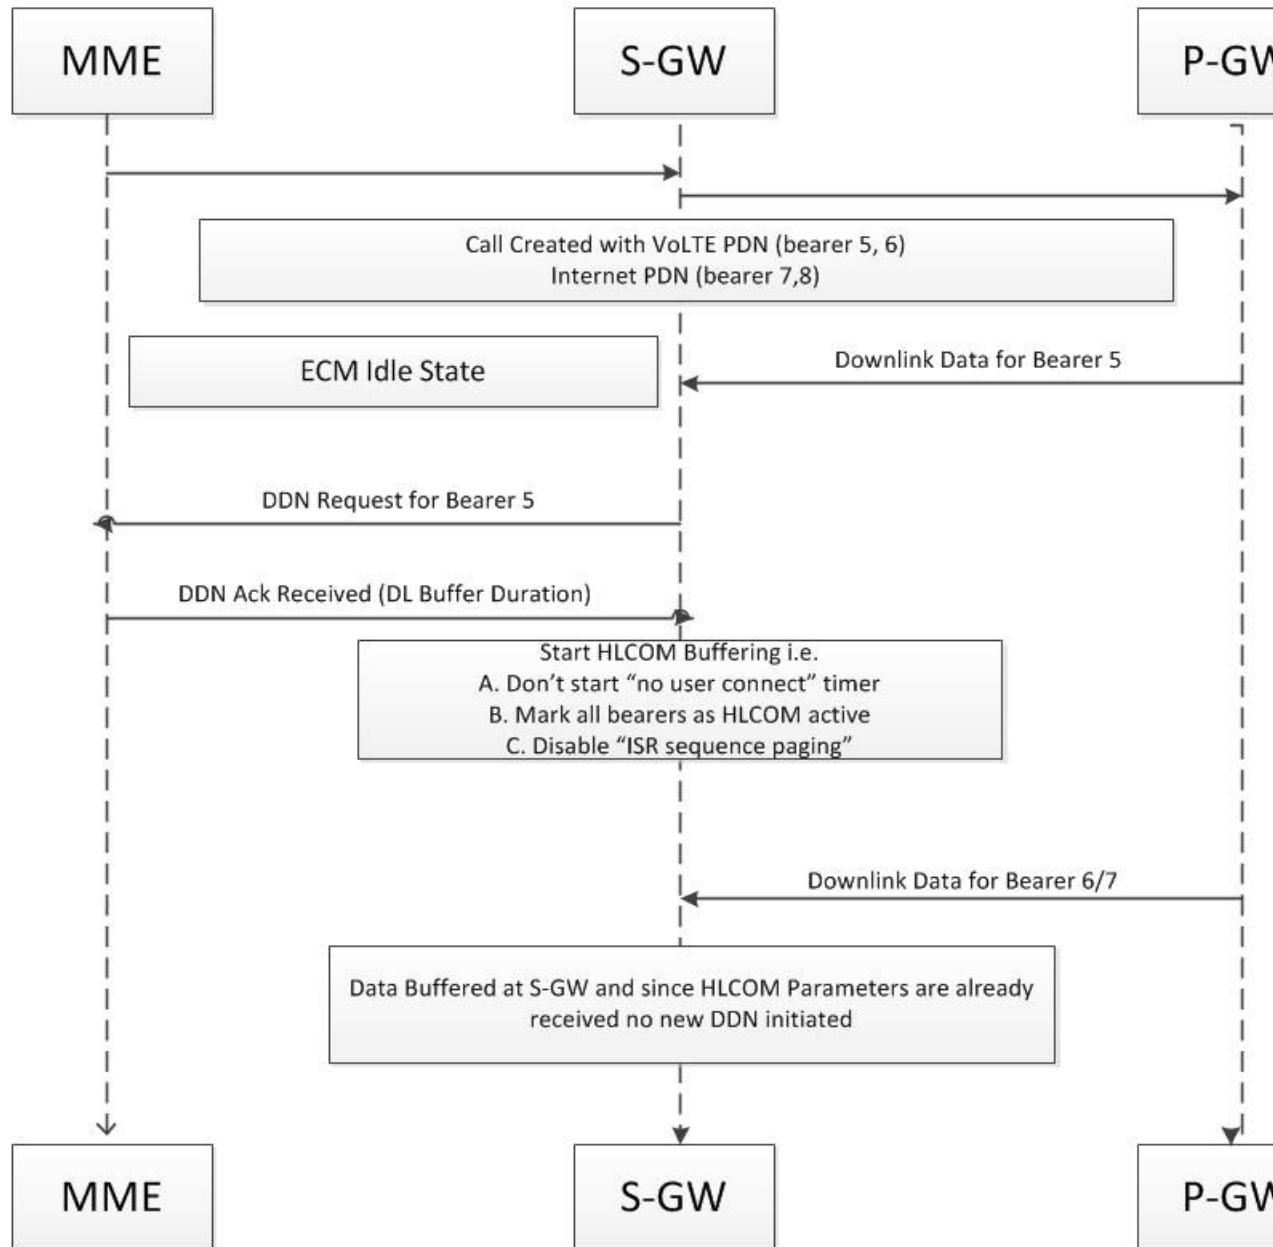 MME
S-GW
P-GW
Call Created with VoLTE PDN (bearer 5, 6)
Internet PDN (bearer 7,8)
ECM Idle State
Downlink Data for Bearer 5
DDN Request for Bearer 5
DDN Ack Received (DL Buffer Duration)
Start HLCOM Buffering i.e.
A. Don’t start “no user connect” timer
B. Mark all bearers as HLCOM active
C. Disable “ISR sequence paging”
Downlink Data for Bearer 6/7
Data Buffered at S-GW and since HLCOM Parameters are already
received no new DDN initiated
MME
S-GW
P-GW